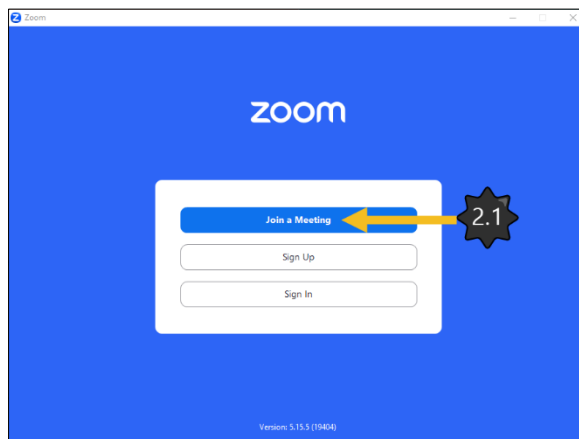 Zoom
zoom
Join a Meeting
2.1
Sign Up
Sign In
Version: 5.15.5 (19404)